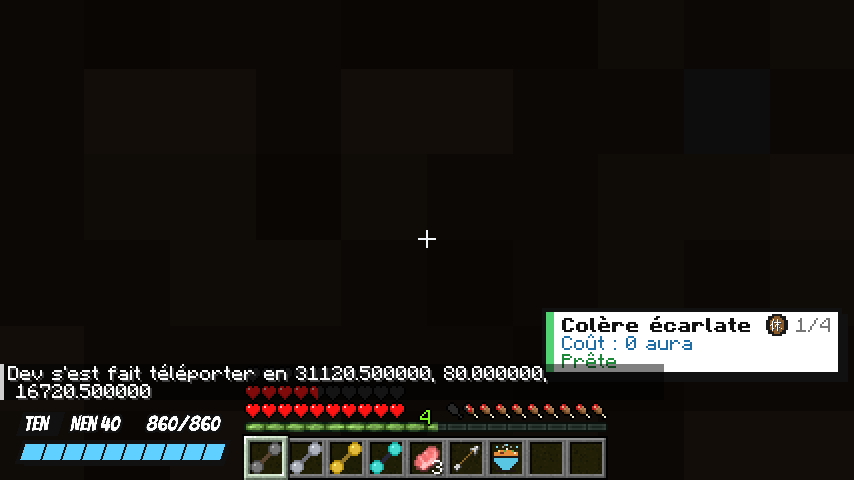 Colère écarlate 1/4
Coût : 0 aura
Prête
Dev s'est fait téléporter en 31120.500000, 80.000000,
16720.500000
4
TEN NEN 40 860/860
3